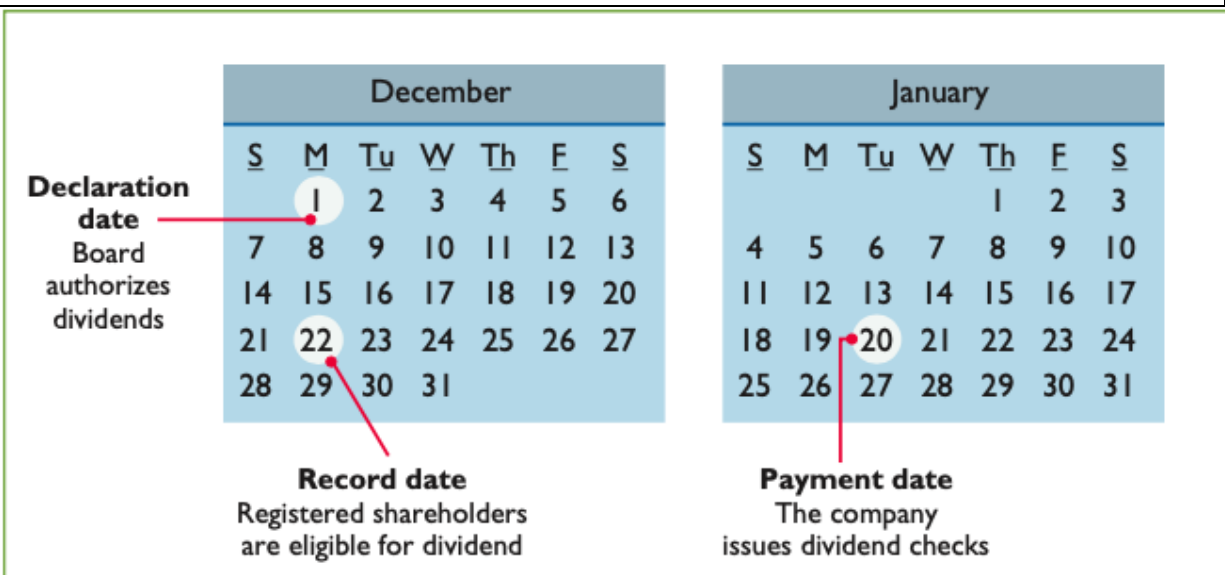 December
S M Tu W Th F S
1 2 3 4 5 6
7 8 9 10 11 12 13
14 15 16 17 18 19 20
21 22 23 24 25 26 27
28 29 30 31
January
S M Tu W Th F S
1 2 3
4 5 6 7 8 9 10
11 12 13 14 15 16 17
18 19 20 21 22 23 24
25 26 27 28 29 30 31
Declaration
date
Board
authorizes
dividends
Record date
Registered shareholders
are eligible for dividend
Payment date
The company
issues dividend checks